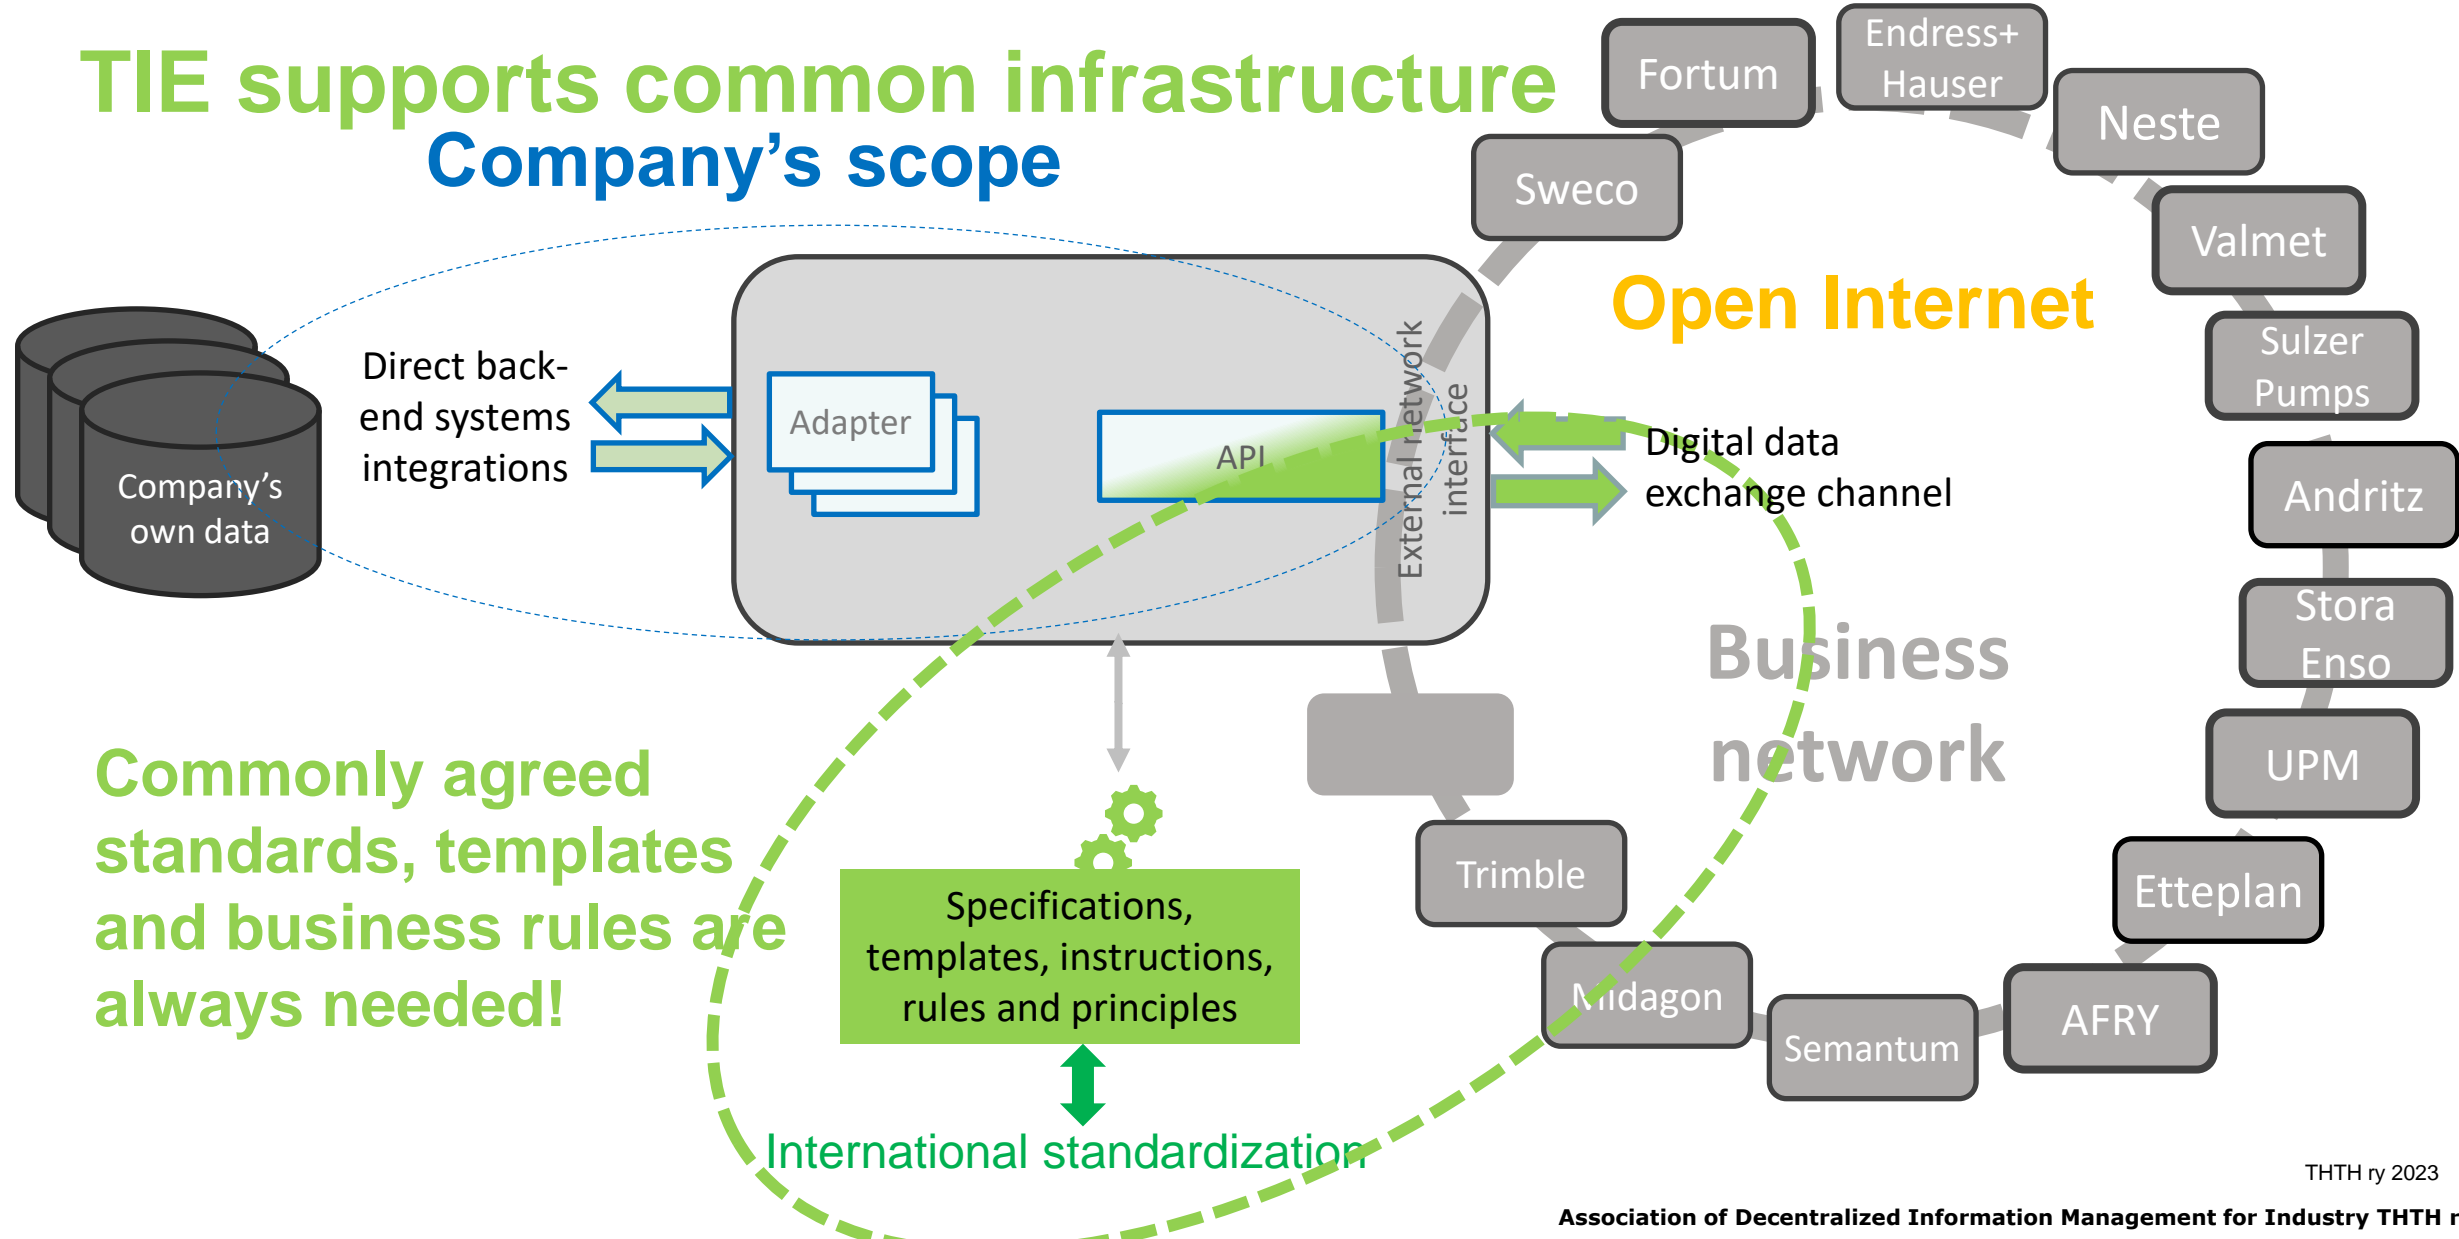 TIE supports common infrastructure
Company’s scope
Fortum
Endress+
Hauser
Neste
Sweco
Valmet
Open Internet
Sulzer
Pumps
Direct back-
end systems
integrations
Adapter
API
External network
interface
Digital data
exchange channel
Company’s
own data
Andritz
Stora
Enso
Business
network
UPM
Commonly agreed
standards, templates
and business rules are
always needed!
Trimble
Etteplan
Specifications,
templates, instructions,
rules and principles
Midagon
Semantum
AFRY
International standardization
THTH ry 2023
Association of Decentralized Information Management for Industry THTH